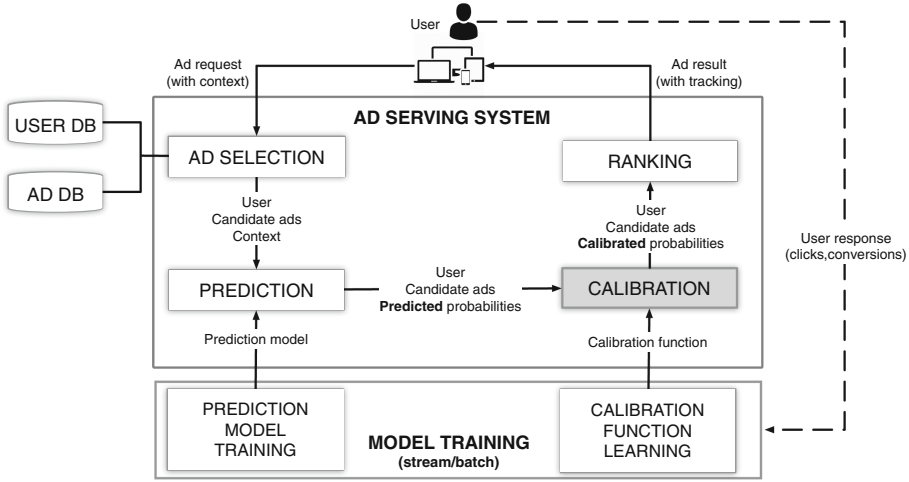 User
Ad request
(with context)
Ad result
(with tracking)
AD SERVING SYSTEM
USER DB
AD DB
AD SELECTION
RANKING
User
Candidate ads
Context
User
Candidate ads
Calibrated probabilities
User response
(clicks,conversions)
PREDICTION
User
Candidate ads
Predicted probabilities
CALIBRATION
Prediction model
Calibration function
PREDICTION
MODEL
TRAINING
MODEL TRAINING
(stream/batch)
CALIBRATION
FUNCTION
LEARNING